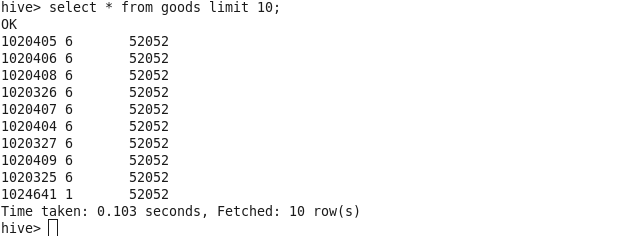 hive> select * from goods limit 10;
OK
1020405 6       52052
1020406 6       52052
1020408 6       52052
1020326 6       52052
1020407 6       52052
1020404 6       52052
1020327 6       52052
1020409 6       52052
1020325 6       52052
1024641 1       52052
Time taken: 0.103 seconds, Fetched: 10 row(s)
hive>